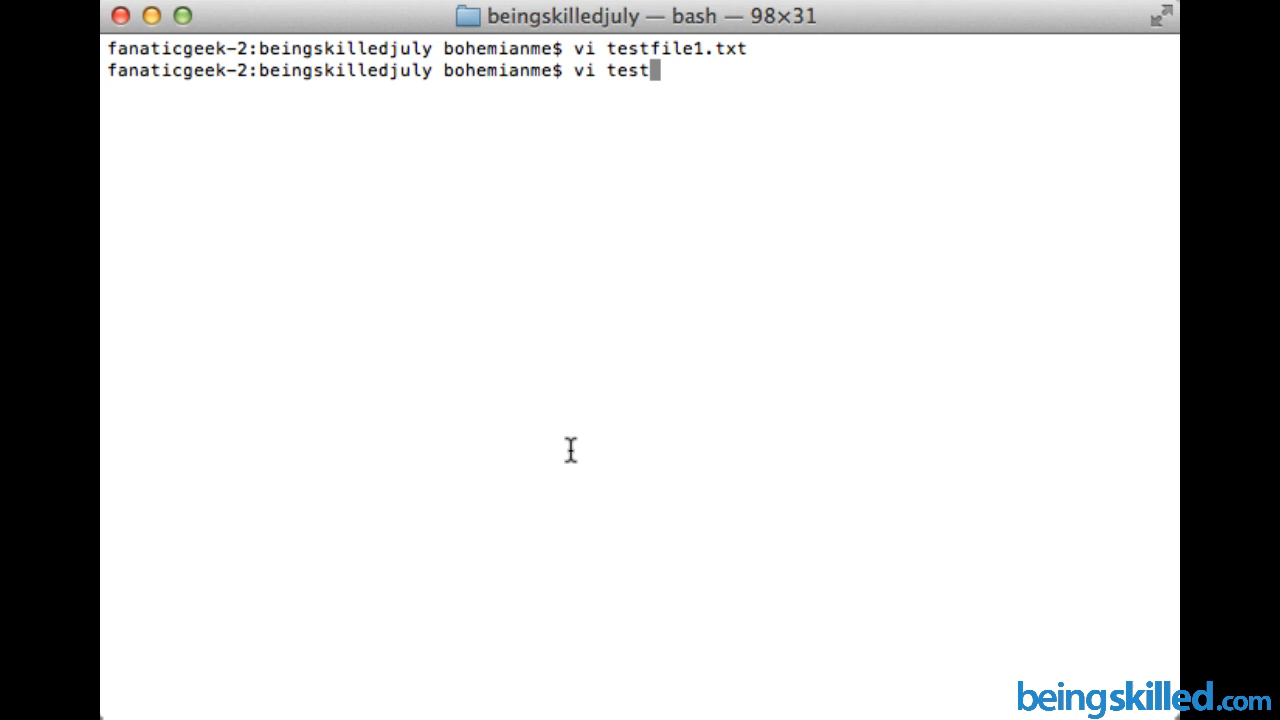 beingskilledjuly — bash — 98×31
fanaticgeek-2:beingskilledjuly bohemianme$ vi testfile1.txt
fanaticgeek-2:beingskilledjuly bohemianme$ vi test
beingskilled.com